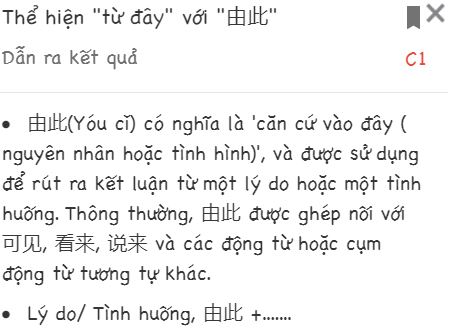 Thể hiện "từ đây" với "由此"
Dẫn ra kết quả
C1
• 由此(Yóu cǐ) có nghĩa là 'căn cứ vào đây (
nguyên nhân hoặc tình hình)', và được sử dụng
để rút ra kết luận từ một lý do hoặc một tình
huống. Thông thường, 由此 được ghép nối với
可见, 看来, 说来 và các động từ hoặc cụm
động từ tương tự khác.
• Lý do/ Tình huống, 由此 +.......